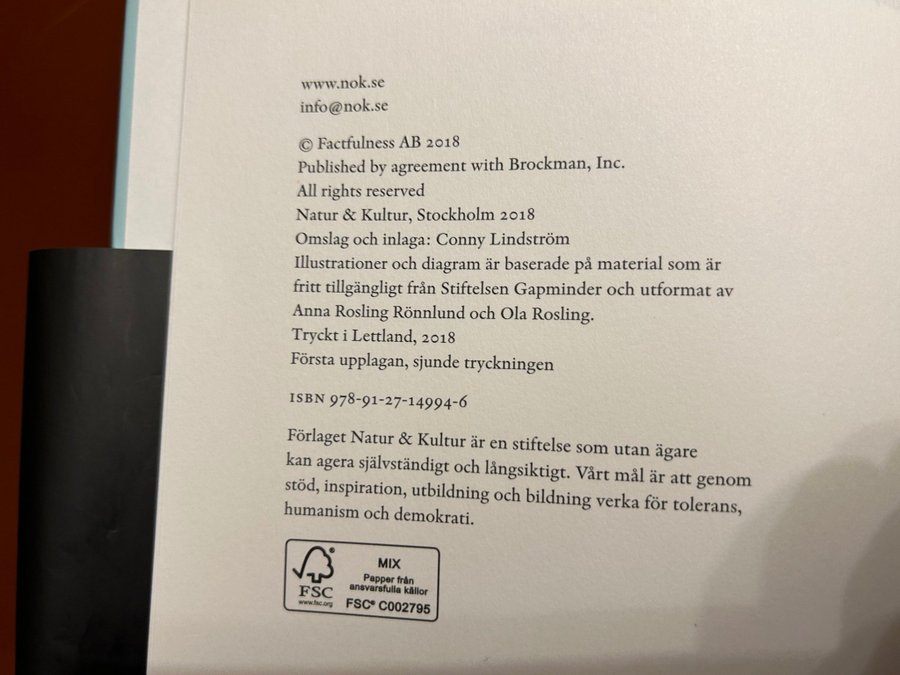 www.nok.se
info@nok.se
© Factfulness AB 2018
Published by agreement with Brockman, Inc.
All rights reserved
Natur & Kultur, Stockholm 2018
Omslag och inlaga: Conny Lindström
Illustrationer och diagram är baserade på material som är
fritt tillgängligt från Stiftelsen Gapminder och utformat av
Anna Rosling Rönnlund och Ola Rosling.
Tryckt i Lettland, 2018
Första upplagan, sjunde tryckningen
ISBN 978-91-27-14994-6
Förlaget Natur & Kultur är en stiftelse som utan ägare
kan agera självständigt och långsiktigt. Vårt mål är att genom
stöd, inspiration, utbildning och bildning verka för tolerans,
humanism och demokrati.
FSC
www.fsc.org
MIX
Papper från
ansvarsfulla källor
FSC® C002795